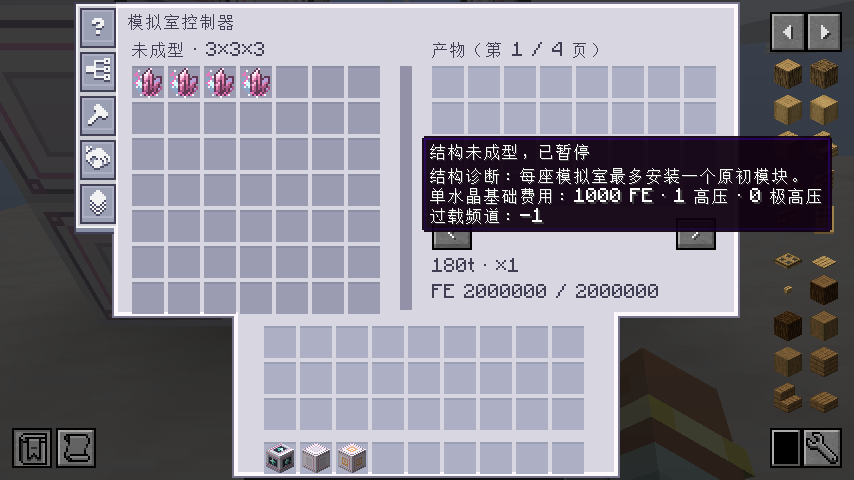 模拟室控制器
未成型 · 3×3×3
产物（第 1 / 4 页）
结构未成型，已暂停
结构诊断：每座模拟室最多安装一个原初模块。
单水晶基础费用：1000 FE · 1 高压 · 0 极高压
过载频道：-1
180t · ×1
FE 2000000 / 2000000